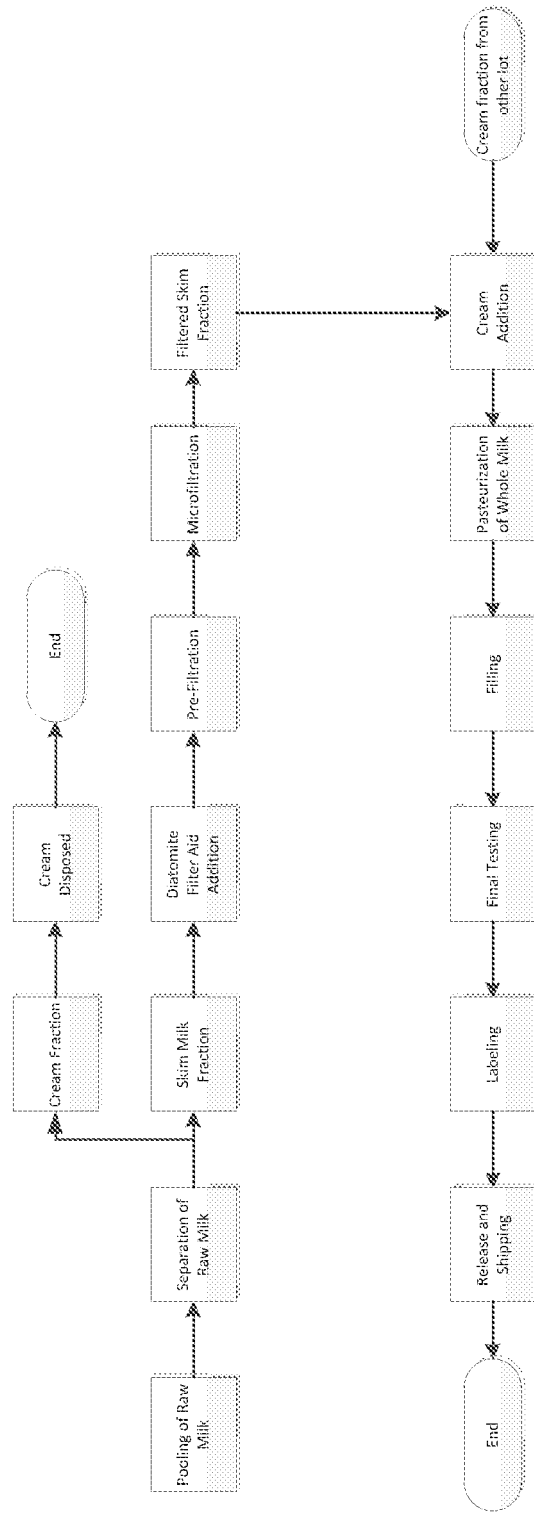 Pooling of Raw
Milk
Separation of
Raw Milk
Cream Fraction
Cream
Disposed
End
Skim Milk
Fraction
Diatomite
Filter Aid
Addition
Pre-Filtration
Microfiltration
Filtered Skim
Fraction
Cream fraction from
other lot
Cream
Addition
Pasteurization
of Whole Milk
Filling
Final Testing
Labeling
Release and
Shipping
End